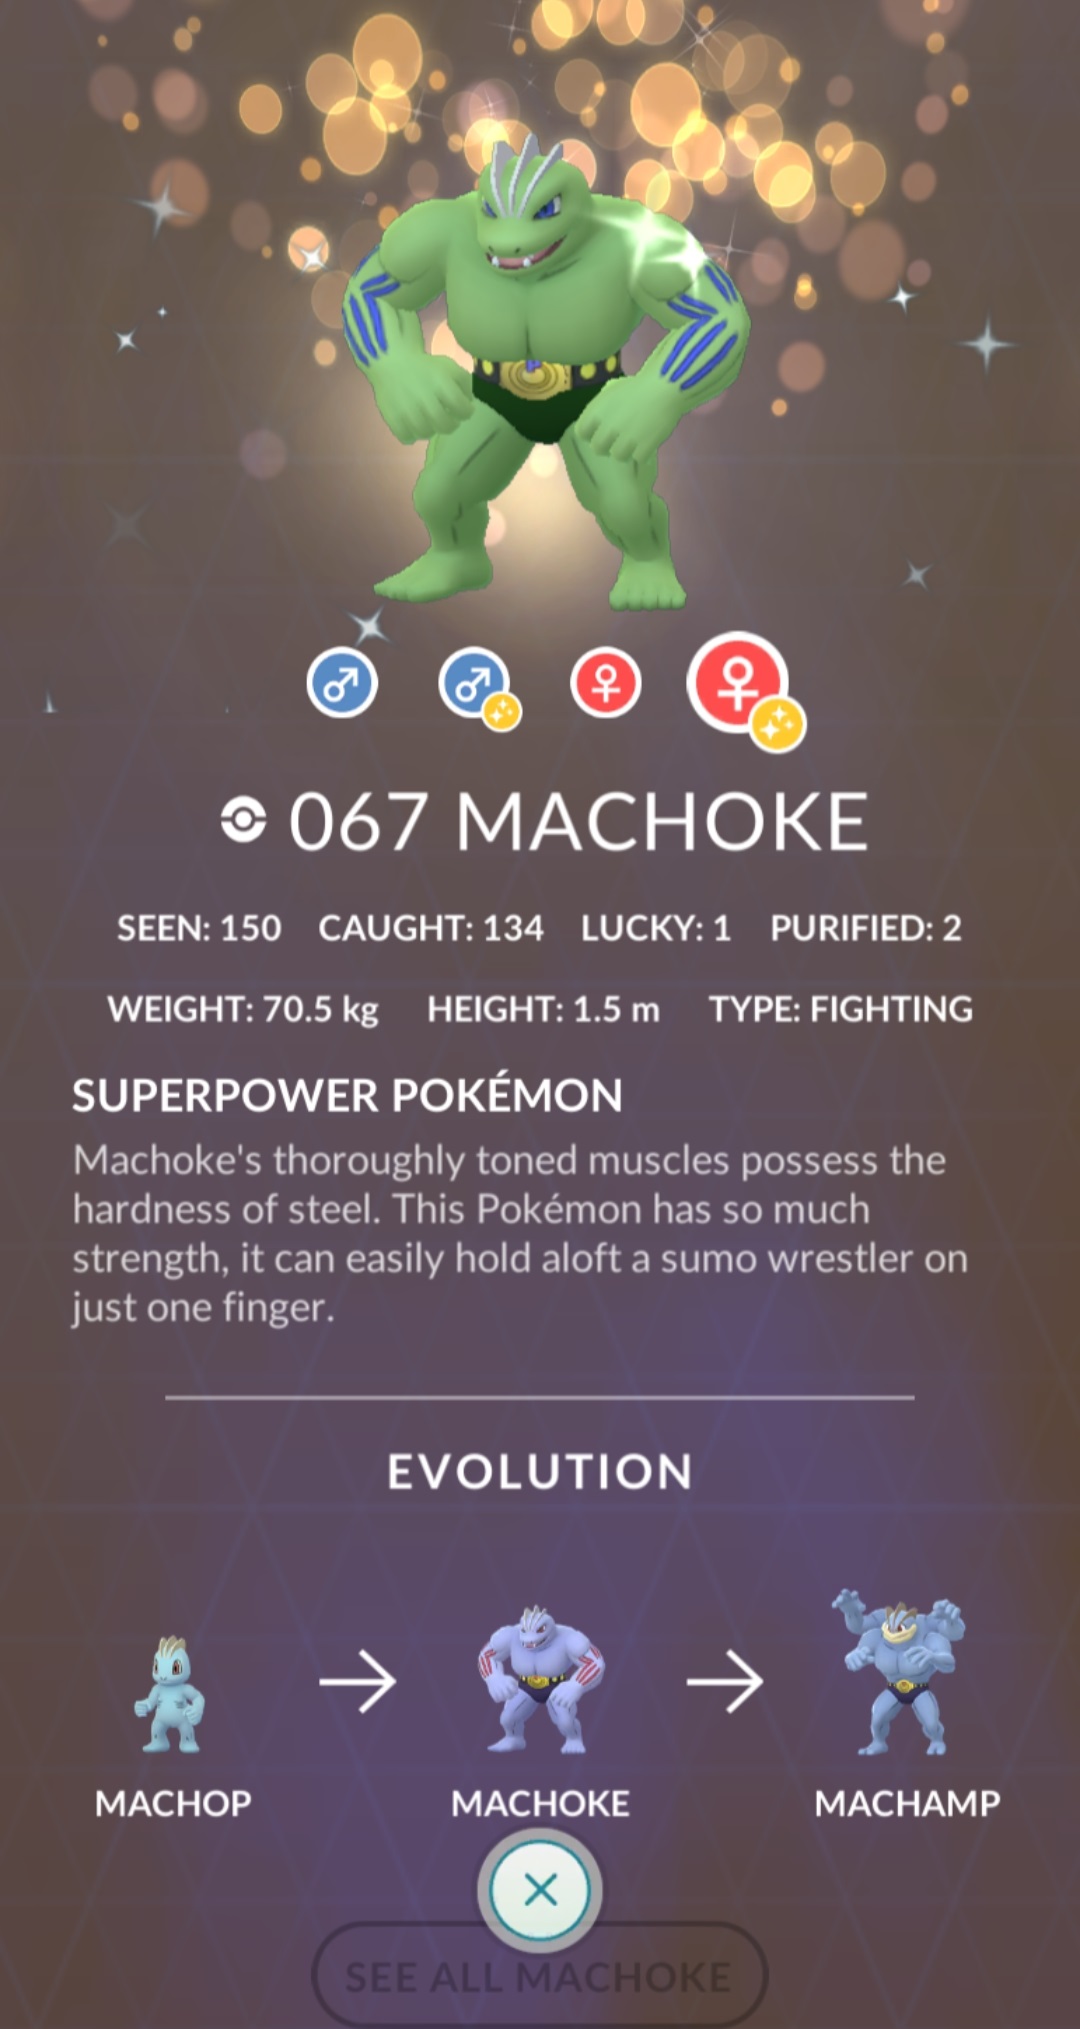 067 MACHOKE
SEEN: 150 CAUGHT: 134 LUCKY: 1 PURIFIED: 2
WEIGHT: 70.5 kg HEIGHT: 1.5 m TYPE: FIGHTING
SUPERPOWER POKÉMON
Machoke's thoroughly toned muscles possess the
hardness of steel. This Pokémon has so much
strength, it can easily hold aloft a sumo wrestler on
just one finger.
EVOLUTION
MACHOP MACHOKE MACHAMP
SEE ALL MACHOKE